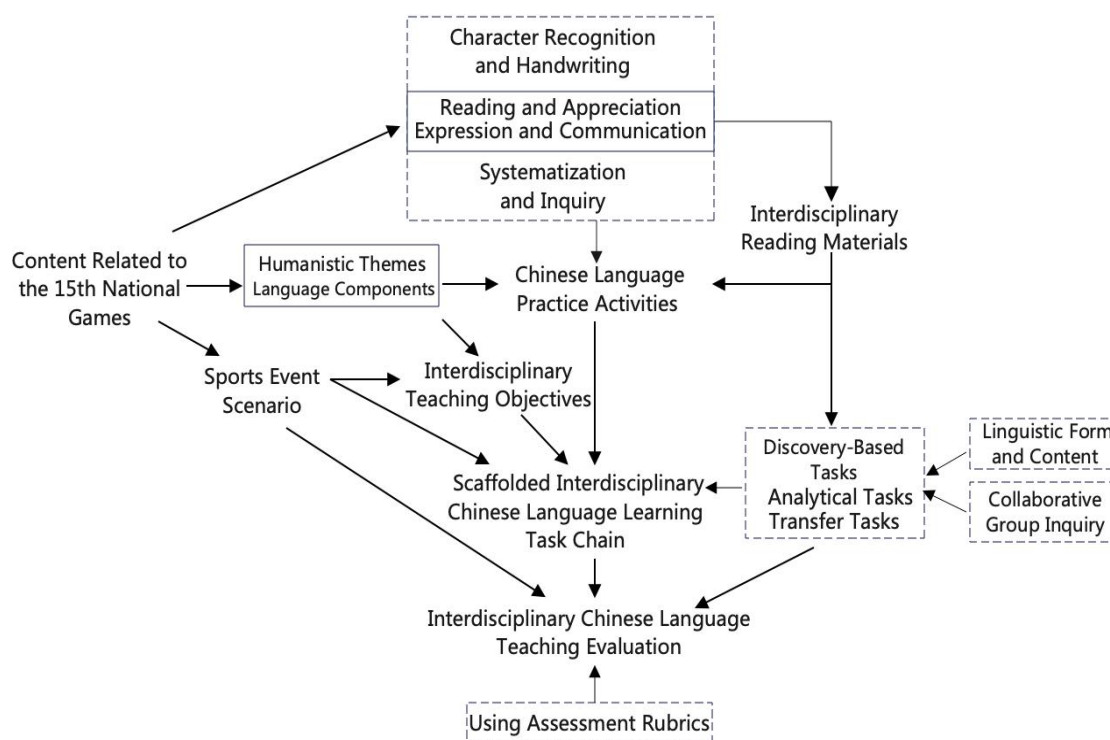 Character Recognition
and Handwriting
Reading and Appreciation
Expression and Communication
Systematization
and Inquiry
Interdisciplinary
Reading Materials
Content Related to
the 15th National
Games
Humanistic Themes
Language Components
Chinese Language
Practice Activities
Sports Event
Scenario
Interdisciplinary
Teaching Objectives
Discovery-Based
Tasks
Analytical Tasks
Transfer Tasks
Linguistic Form
and Content
Collaborative
Group Inquiry
Scaffolded Interdisciplinary
Chinese Language Learning
Task Chain
Interdisciplinary Chinese Language
Teaching Evaluation
Using Assessment Rubrics